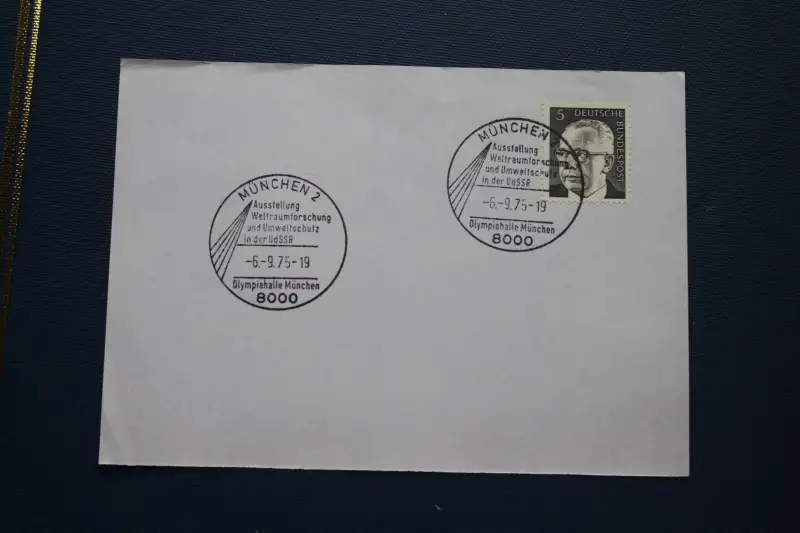 MÜNCHEN 2
Ausstellung
Weltraumforschung
und Umweltschutz
in der UdSSR
-6.-9.75-19
Olympiahalle München
8000
MÜNCHEN 2
Ausstellung
Weltraumforschung
und Umweltschutz
in der UdSSR
-6.-9.75-19
Olympiahalle München
8000
5 DEUTSCHE
BUNDESPOST